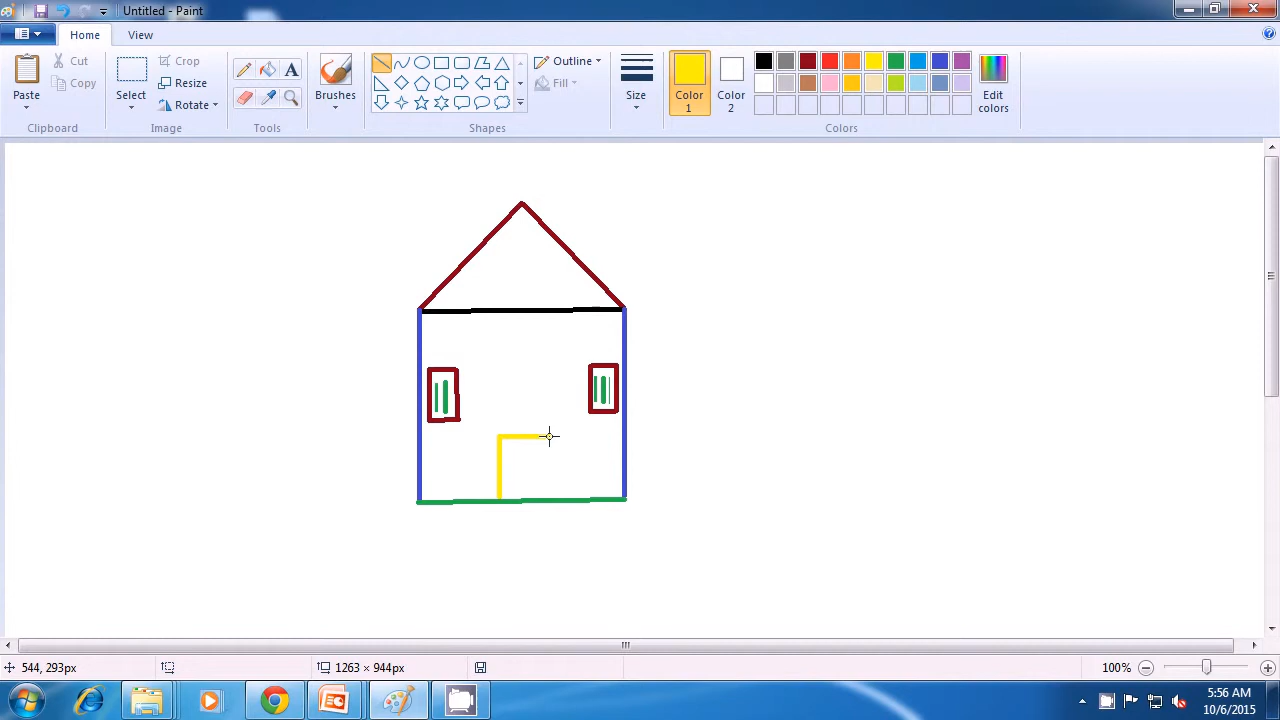 Untitled - Paint
Home View
Paste
Cut
Copy
Clipboard
Select
Crop
Resize
Rotate
Image
A
Tools
Brushes
Shapes
Outline
Fill
Size
Color 1
Color 2
Edit colors
Colors
544, 293px
1263 × 944px
100%
5:56 AM
10/6/2015